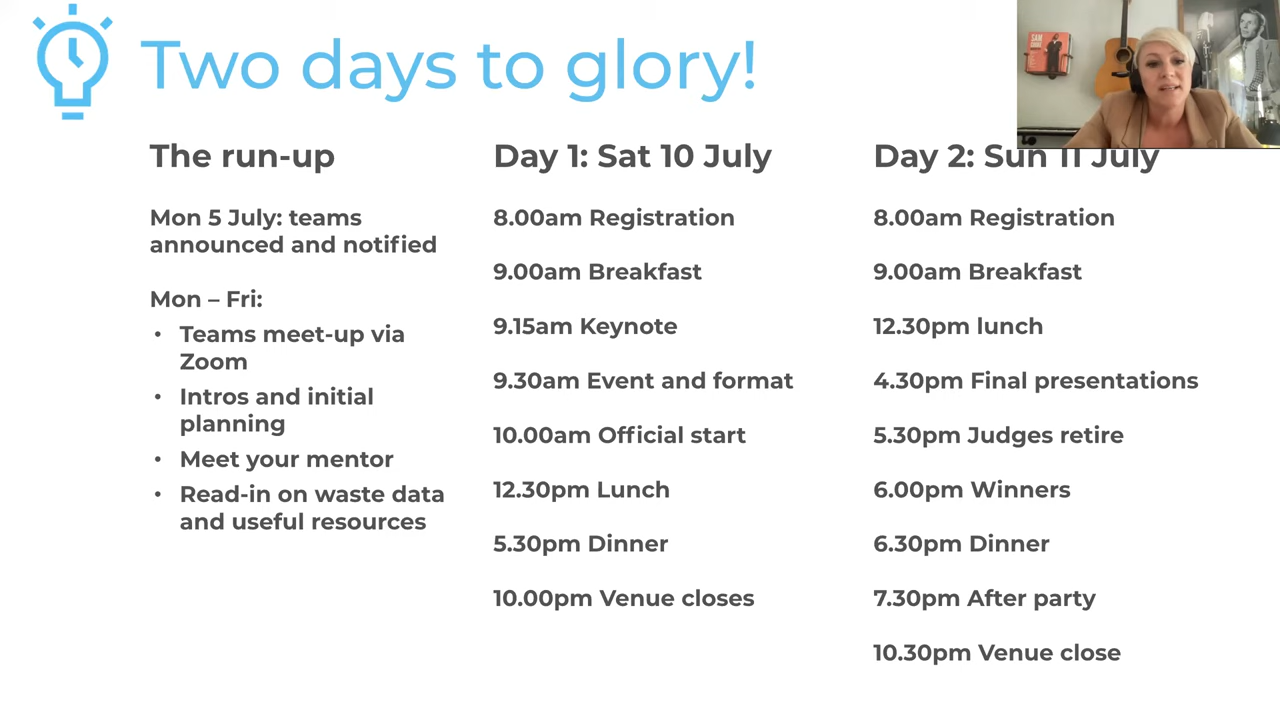 Two days to glory!
The run-up
Mon 5 July: teams
announced and notified
Mon – Fri:
• Teams meet-up via
Zoom
• Intros and initial
planning
• Meet your mentor
• Read-in on waste data
and useful resources
Day 1: Sat 10 July
8.00am Registration
9.00am Breakfast
9.15am Keynote
9.30am Event and format
10.00am Official start
12.30pm Lunch
5.30pm Dinner
10.00pm Venue closes
Day 2: Sun 11 July
8.00am Registration
9.00am Breakfast
12.30pm lunch
4.30pm Final presentations
5.30pm Judges retire
6.00pm Winners
6.30pm Dinner
7.30pm After party
10.30pm Venue close
SAM